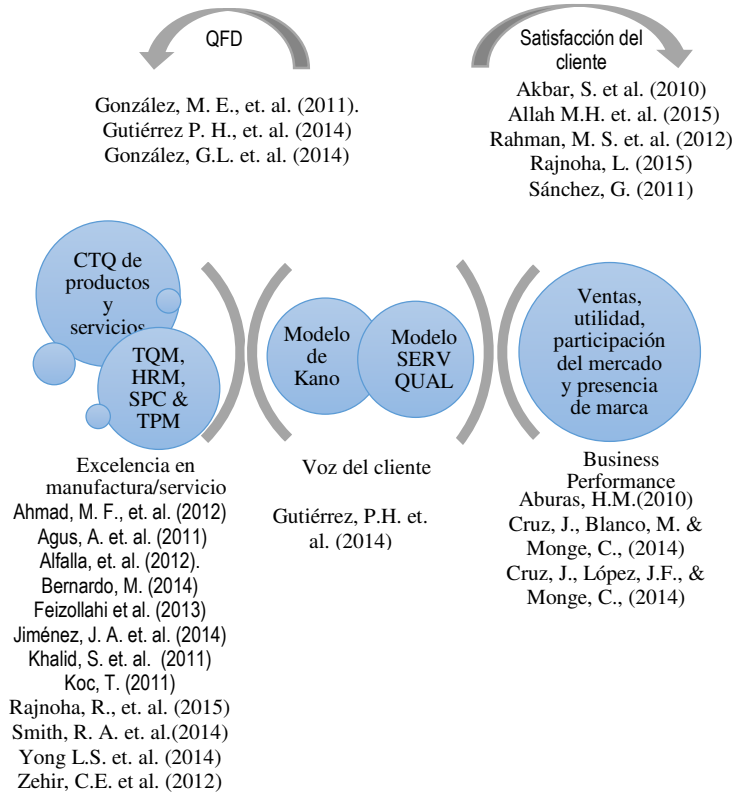 QFD
González, M. E., et. al. (2011).
Gutiérrez P. H., et. al. (2014)
González, G.L. et. al. (2014)
Satisfacción del
cliente
Akbar, S. et al. (2010)
Allah M.H. et. al. (2015)
Rahman, M. S. et. al. (2012)
Rajnoha, L. (2015)
Sánchez, G. (2011)
CTQ de
productos
y
servicios
TQM,
HRM,
SPC &
TPM
Modelo
de
Kano
Modelo
SERV
QUAL
Ventas,
utilidad,
participación
del mercado
y presencia
de marca
Excelencia en
manufactura/servicio
Ahmad, M. F., et. al. (2012)
Agus, A. et. al. (2011)
Alfalla, et. al. (2012).
Bernardo, M. (2014)
Feizollahi et al. (2013)
Jiménez, J. A. et. al. (2014)
Khalid, S. et. al. (2011)
Koc, T. (2011)
Rajnoha, R., et. al. (2015)
Smith, R. A. et. al.(2014)
Yong L.S. et. al. (2014)
Zehir, C.E. et al. (2012)
Voz del cliente
Gutiérrez, P.H. et.
al. (2014)
Business
Performance
Aburas, H.M.(2010)
Cruz, J., Blanco, M. &
Monge, C., (2014)
Cruz, J., López, J.F., &
Monge, C., (2014)